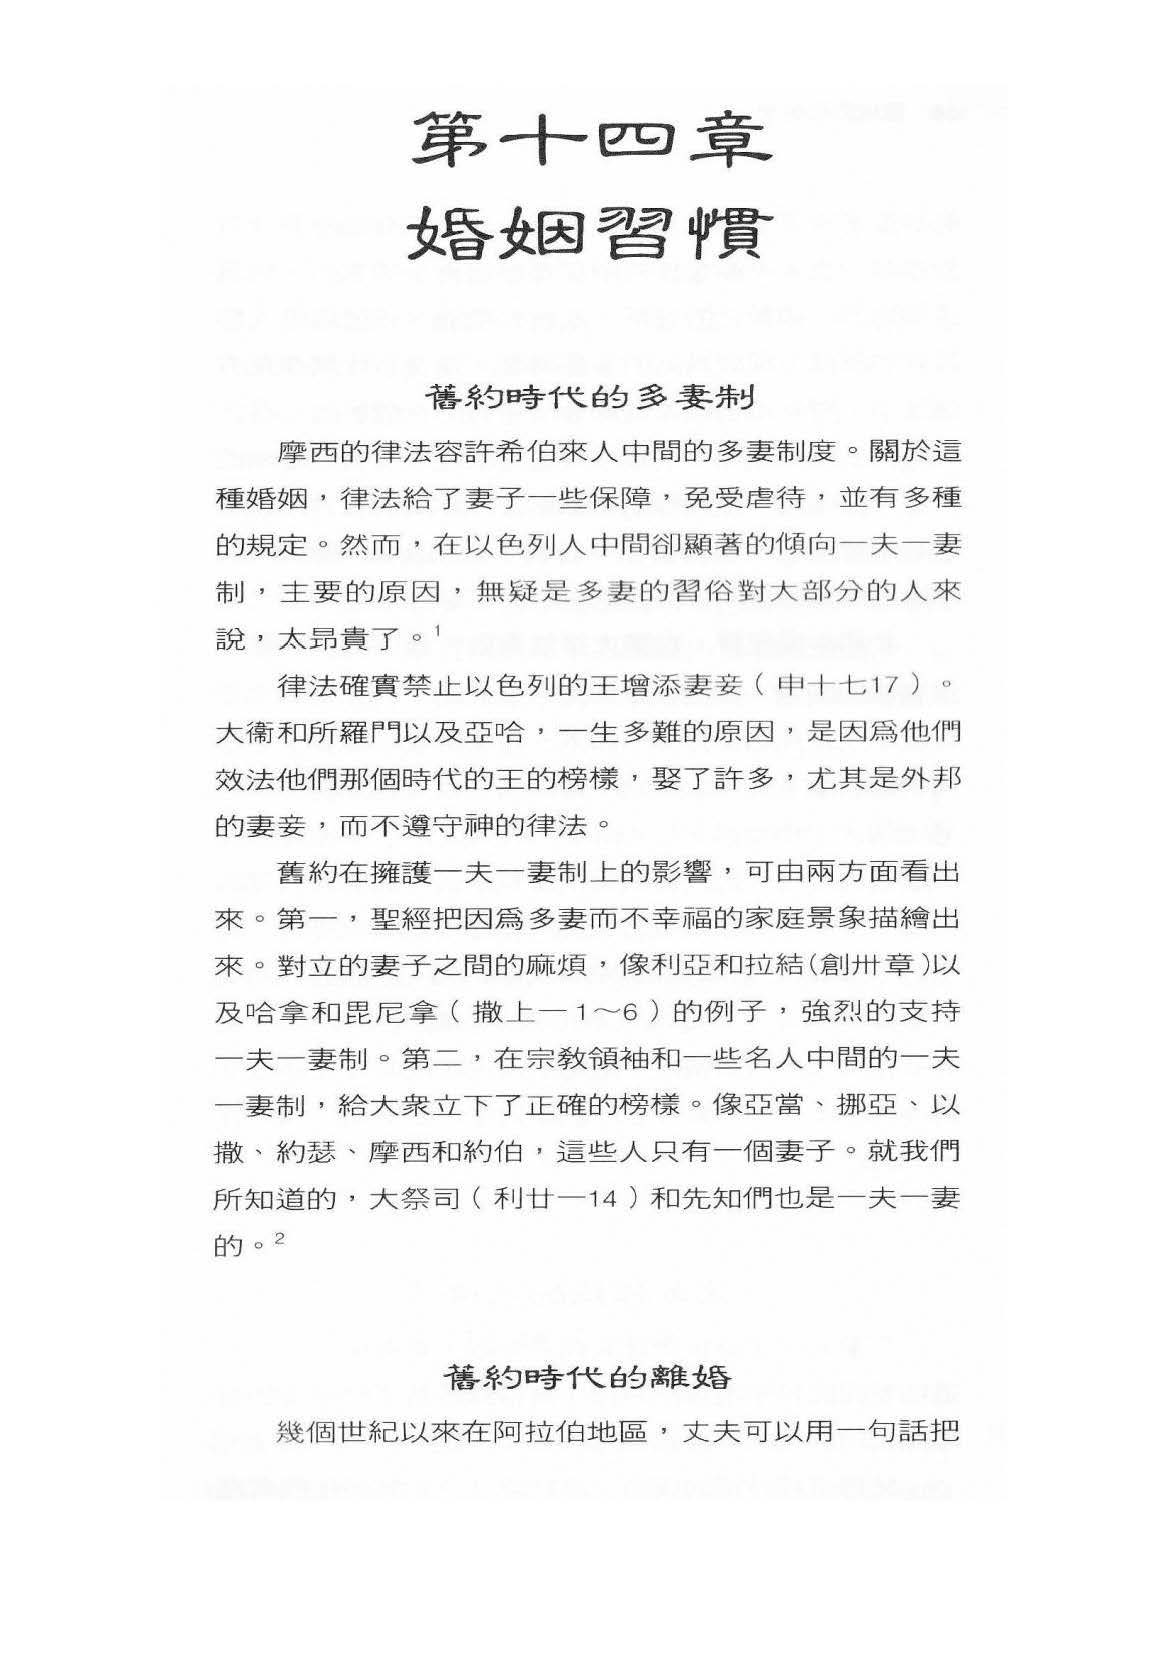 第十四章
婚姻習慣
舊約時代的多妻制
摩西的律法容許希伯來人中間的多妻制度。關於這
種婚姻，律法給了妻子一些保障，免受虐待，並有多種
的規定。然而，在以色列人中間卻顯著的傾向一夫一妻
制，主要的原因，無疑是多妻的習俗對大部分的人來
說，太昂貴了。1
律法確實禁止以色列的王增添妻妾（申十七17）。
大衞和所羅門以及亞哈，一生多難的原因，是因爲他們
效法他們那個時代的王的榜樣，娶了許多，尤其是外邦
的妻妾，而不遵守神的律法。
舊約在擁護一夫一妻制上的影響，可由兩方面看出
來。第一，聖經把因爲多妻而不幸福的家庭景象描繪出
來。對立的妻子之間的麻煩，像利亞和拉結(創卅章)以
及哈拿和毘尼拿（撒上一1～6）的例子，強烈的支持
一夫一妻制。第二，在宗敎領袖和一些名人中間的一夫
一妻制，給大衆立下了正確的榜樣。像亞當、挪亞、以
撒、約瑟、摩西和約伯，這些人只有一個妻子。就我們
所知道的，大祭司（利廿一14）和先知們也是一夫一妻
的。2
舊約時代的離婚
幾個世紀以來在阿拉伯地區，丈夫可以用一句話把